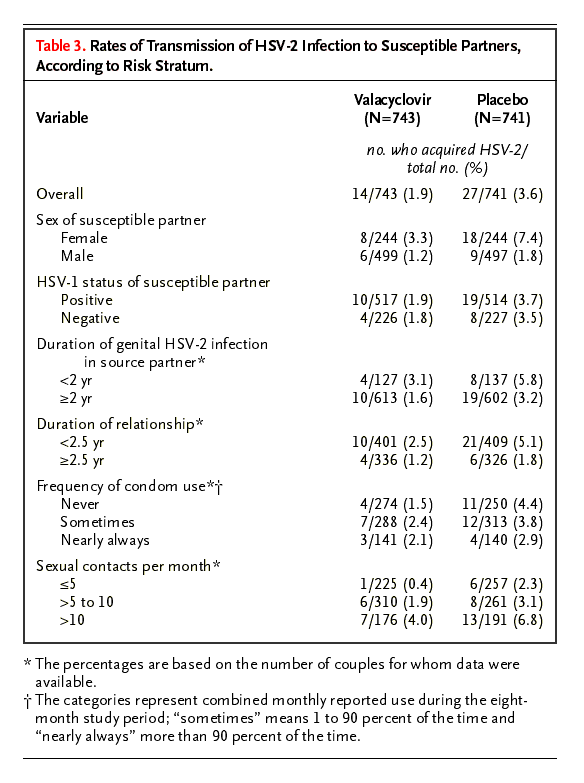 Table 3. Rates of Transmission of HSV-2 Infection to Susceptible Partners,
According to Risk Stratum.
Variable Valacyclovir (N=743) Placebo (N=741)
no. who acquired HSV-2/
total no. (%)
Overall 14/743 (1.9) 27/741 (3.6)
Sex of susceptible partner
Female 8/244 (3.3) 18/244 (7.4)
Male 6/499 (1.2) 9/497 (1.8)
HSV-1 status of susceptible partner
Positive 10/517 (1.9) 19/514 (3.7)
Negative 4/226 (1.8) 8/227 (3.5)
Duration of genital HSV-2 infection
in source partner*
<2 yr 4/127 (3.1) 8/137 (5.8)
≥2 yr 10/613 (1.6) 19/602 (3.2)
Duration of relationship*
<2.5 yr 10/401 (2.5) 21/409 (5.1)
≥2.5 yr 4/336 (1.2) 6/326 (1.8)
Frequency of condom use*†
Never 4/274 (1.5) 11/250 (4.4)
Sometimes 7/288 (2.4) 12/313 (3.8)
Nearly always 3/141 (2.1) 4/140 (2.9)
Sexual contacts per month*
≤5 1/225 (0.4) 6/257 (2.3)
>5 to 10 6/310 (1.9) 8/261 (3.1)
>10 7/176 (4.0) 13/191 (6.8)
* The percentages are based on the number of couples for whom data were
available.
† The categories represent combined monthly reported use during the eight-
month study period; “sometimes” means 1 to 90 percent of the time and
“nearly always” more than 90 percent of the time.